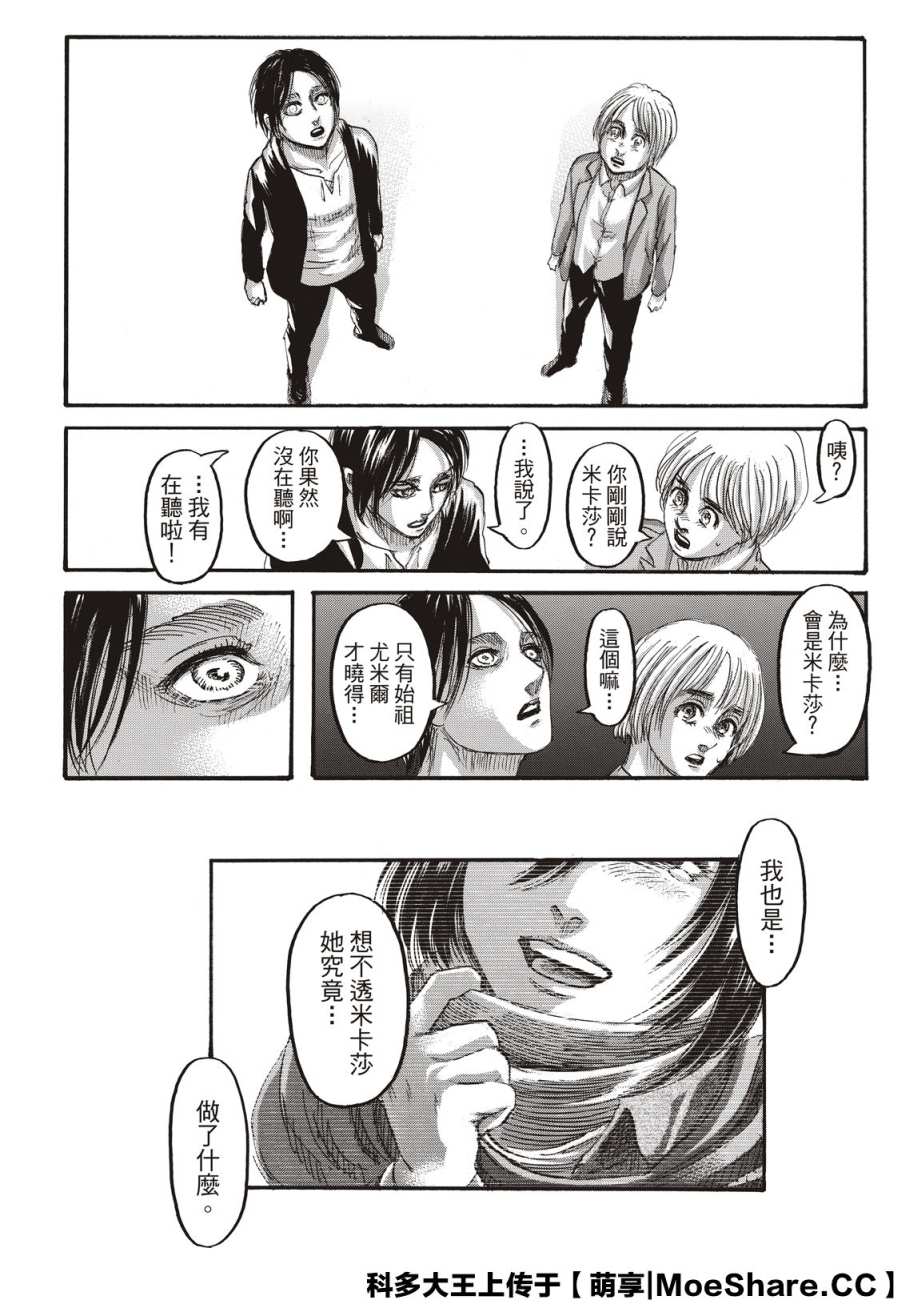 咦？
你剛剛說
米卡莎？
…我說了。
你果然
沒在聽啊…
…我有
在聽啦！
為什麼…
會是米卡莎？
這個嘛…
只有始祖
尤米爾
才曉得…
我也是…
想不透米卡莎
她究竟…
做了什麼。
科多大王上传于【萌享|MoeShare.CC】